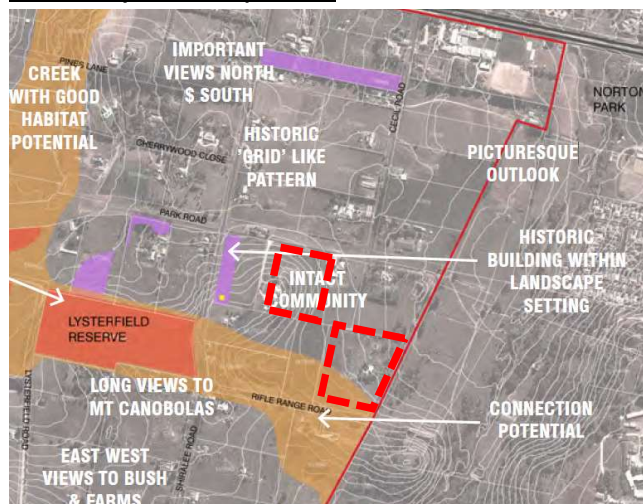 PINES LANE
CREEK
WITH GOOD
HABITAT
POTENTIAL
IMPORTANT
VIEWS NORTH
$ SOUTH
CECIL ROAD
NORTON
PARK
CHERRYWOOD CLOSE
HISTORIC
'GRID' LIKE
PATTERN
PICTURESQUE
OUTLOOK
PARK ROAD
HISTORIC
BUILDING WITHIN
LANDSCAPE
SETTING
INTACT
COMMUNITY
LYSTERFIELD
RESERVE
LONG VIEWS TO
MT CANOBOLAS
RIFLE RANGE ROAD
CONNECTION
POTENTIAL
LYSTERFIELD ROAD
SHIRALEE ROAD
EAST WEST
VIEWS TO BUSH
& FARMS